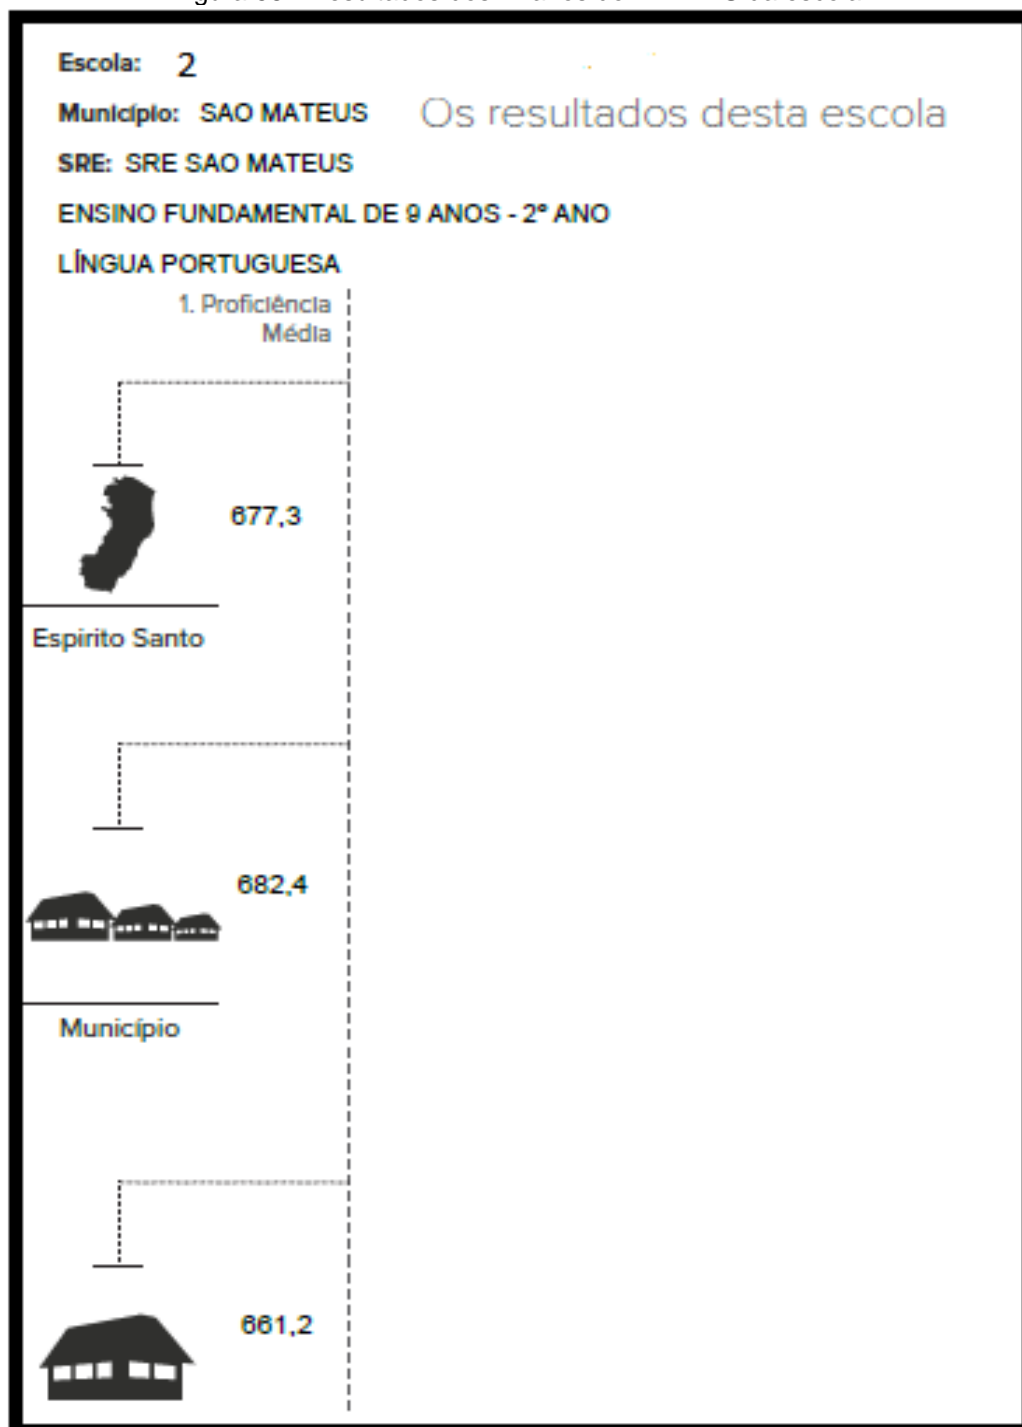 Escola: 2
Município: SAO MATEUS
Os resultados desta escola
SRE: SRE SAO MATEUS
ENSINO FUNDAMENTAL DE 9 ANOS - 2º ANO
LÍNGUA PORTUGUESA
1. Proficiência
Média
677,3
Espirito Santo
682,4
Município
661,2